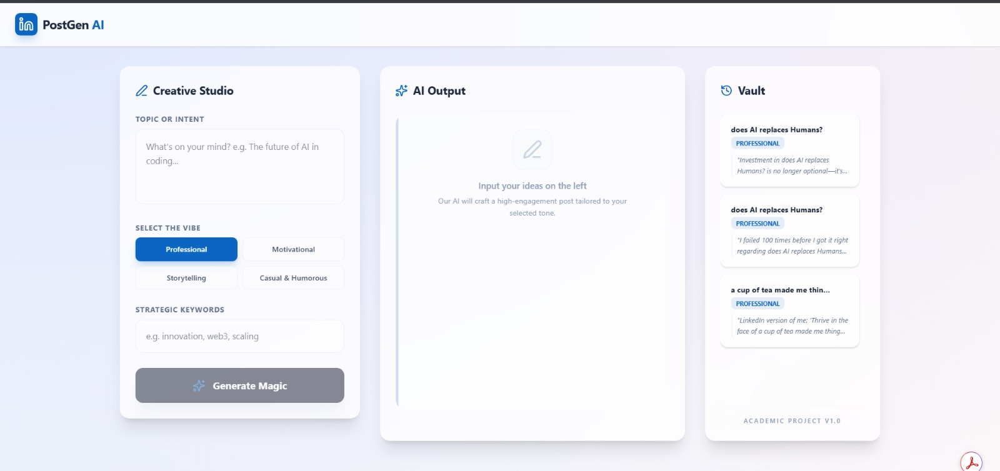 in PostGen AI
Creative Studio
TOPIC OR INTENT
What's on your mind? e.g. The future of AI in
coding...
SELECT THE VIBE
Professional
Motivational
Storytelling
Casual & Humorous
STRATEGIC KEYWORDS
e.g. innovation, web3, scaling
Generate Magic
AI Output
Input your ideas on the left
Our AI will craft a high-engagement post tailored to your
selected tone.
Vault
does AI replaces Humans?
PROFESSIONAL
"Investment in does AI replaces
Humans? is no longer optional—it's...
does AI replaces Humans?
PROFESSIONAL
"I failed 100 times before I got it right
regarding does AI replaces Humans...
a cup of tea made me thin...
PROFESSIONAL
"LinkedIn version of me: 'Thrive in the
face of a cup of tea made me thing...
ACADEMIC PROJECT V1.0